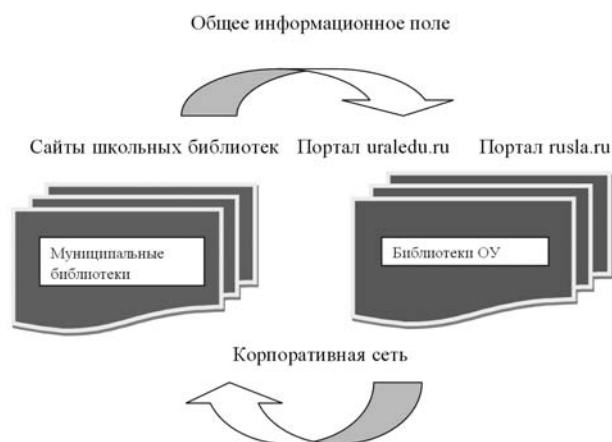 Общее информационное поле
Сайты школьных библиотек Портал uraledu.ru Портал rusla.ru
Муниципальные
библиотеки
Библиотеки ОУ
Корпоративная сеть